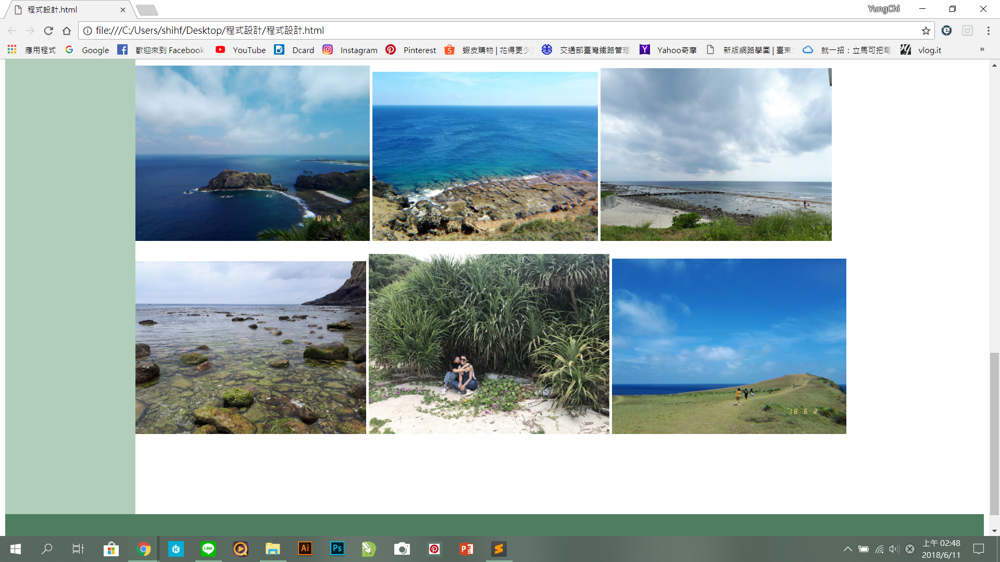 程式設計.html
YungChi
file:///C:/Users/shihf/Desktop/程式設計/程式設計.html
應用程式 Google 歡迎來到 Facebook YouTube Dcard Instagram Pinterest 蝦皮購物 | 花得更少 交通部臺灣鐵路管理 Yahoo奇摩 新版網路學園 | 臺東 就一招：立馬可把電 vlog.it »
'18 6 2
'18 6 2
'18 6 2
LINE Ai Ps P
上午 02:48
2018/6/11